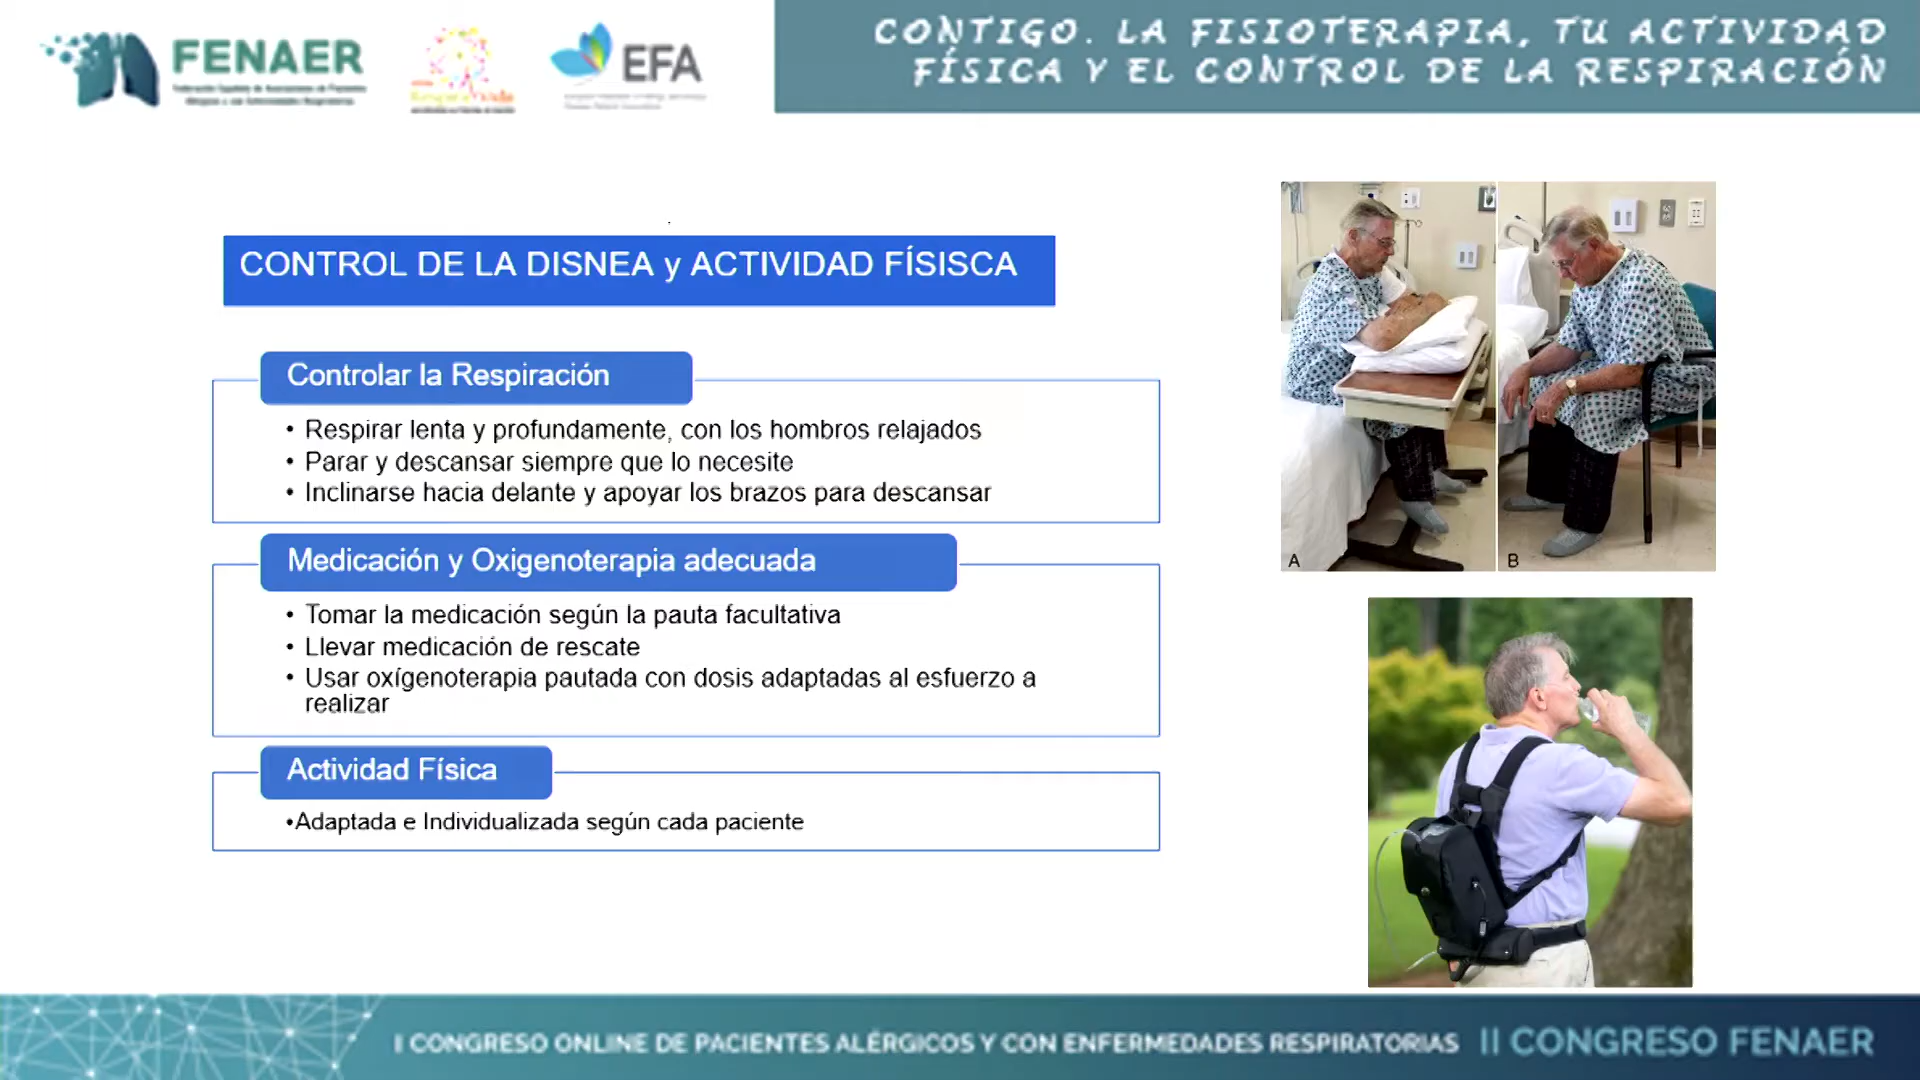 FENAER
CONTIGO. LA FISIOTERAPIA, TU ACTIVIDAD
FÍSICA Y EL CONTROL DE LA RESPIRACIÓN
EFA
CONTROL DE LA DISNEA y ACTIVIDAD FÍSISCA
Controlar la Respiración
• Respirar lenta y profundamente, con los hombros relajados
• Parar y descansar siempre que lo necesite
• Inclinarse hacia delante y apoyar los brazos para descansar
Medicación y Oxigenoterapia adecuada
• Tomar la medicación según la pauta facultativa
• Llevar medicación de rescate
• Usar oxígenoterapia pautada con dosis adaptadas al esfuerzo a
realizar
Actividad Física
•Adaptada e Individualizada según cada paciente
A
B
I CONGRESO ONLINE DE PACIENTES ALÉRGICOS Y CON ENFERMEDADES RESPIRATORIAS
II CONGRESO FENAER